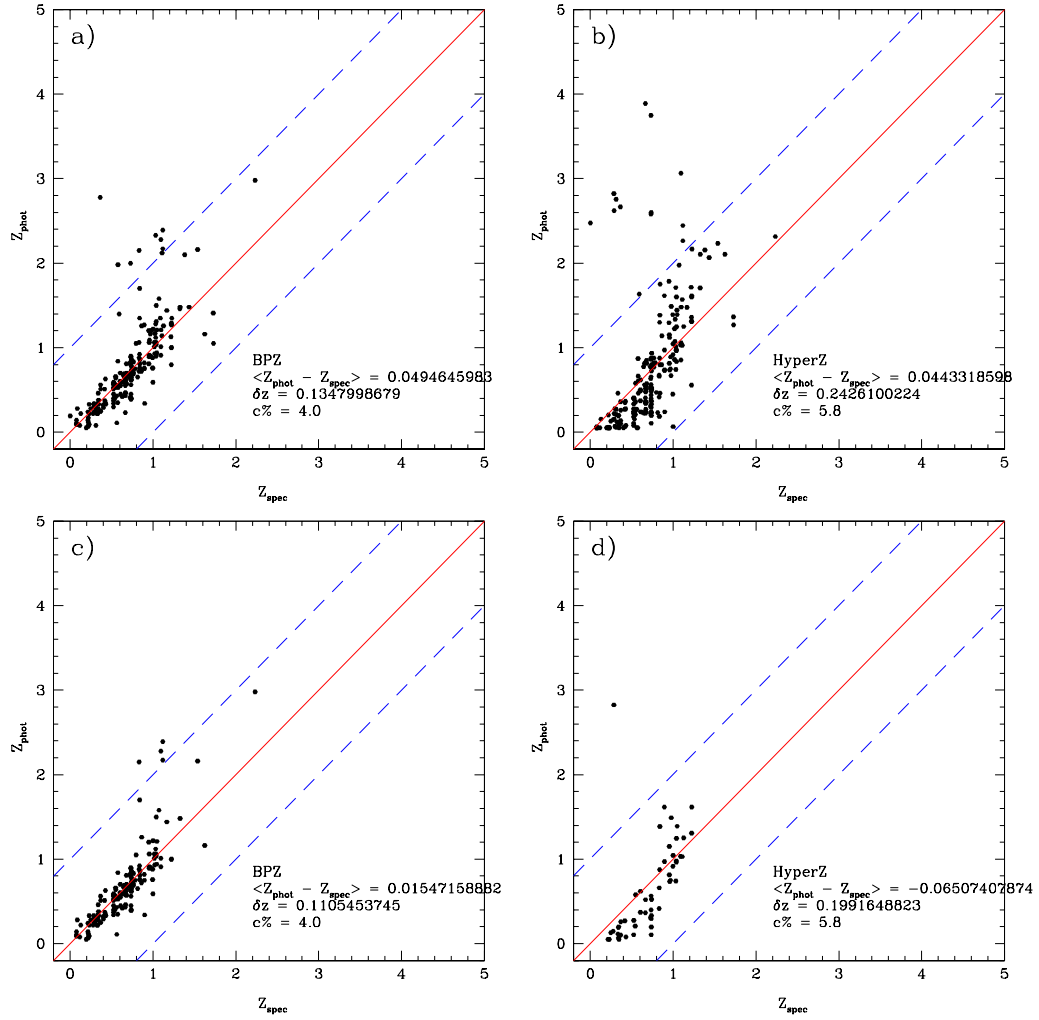 a)
5
4
3
2
1
0
Zphot
BPZ
<Zphot − Zspec> = 0.0494645983
δz = 0.1347998679
c% = 4.0
0 1 2 3 4 5
Zspec
b)
5
4
3
2
1
0
Zphot
HyperZ
<Zphot − Zspec> = 0.0443318598
δz = 0.2426100224
c% = 5.8
0 1 2 3 4 5
Zspec
c)
5
4
3
2
1
0
Zphot
BPZ
<Zphot − Zspec> = 0.01547158882
δz = 0.1105453745
c% = 4.0
0 1 2 3 4 5
Zspec
d)
5
4
3
2
1
0
Zphot
HyperZ
<Zphot − Zspec> = −0.06507407874
δz = 0.1991648823
c% = 5.8
0 1 2 3 4 5
Zspec